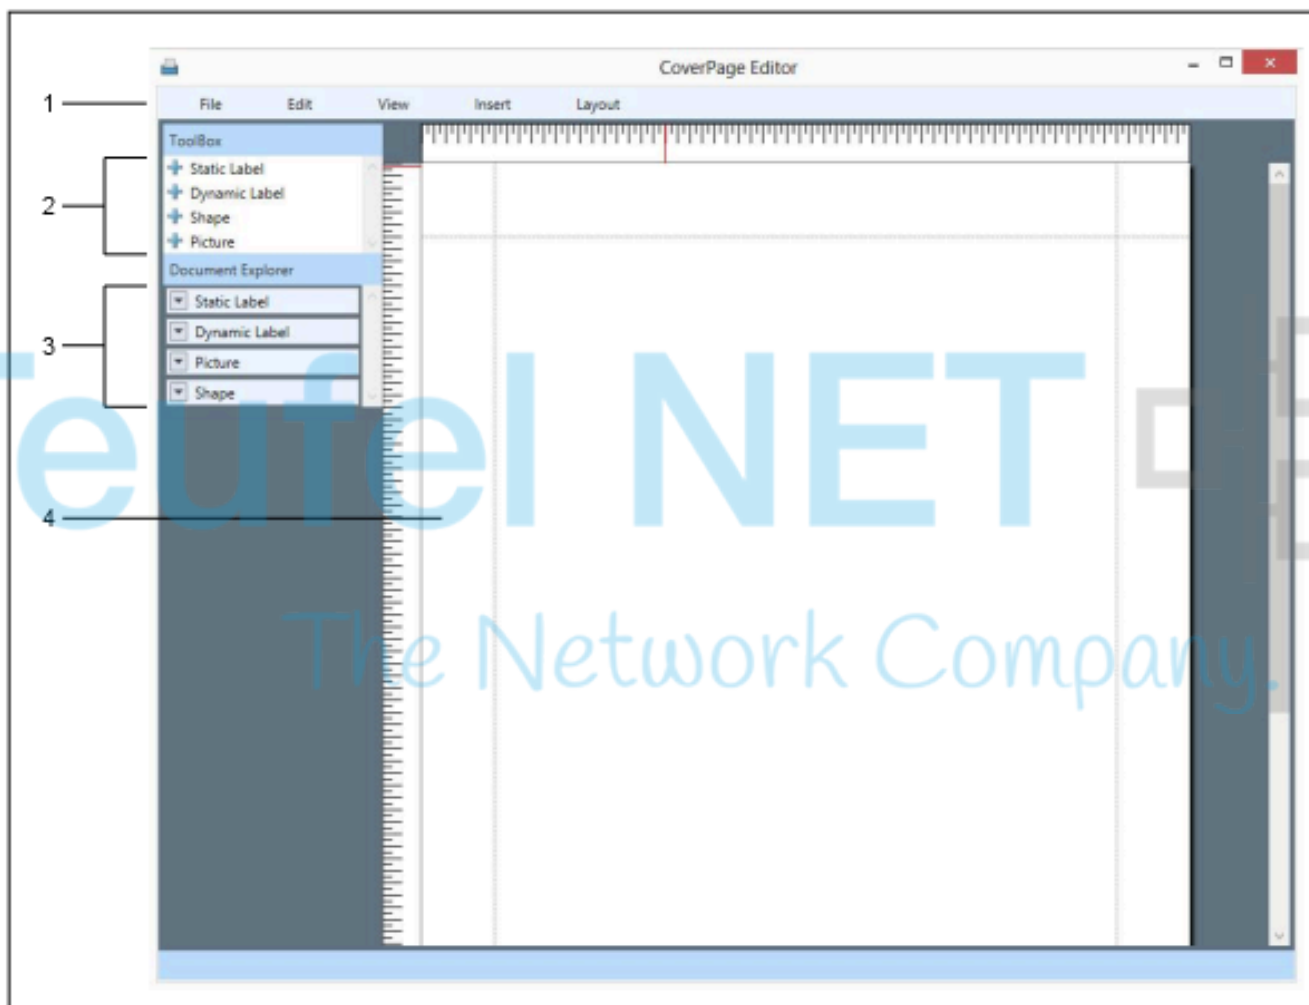 CoverPage Editor
1
File Edit View Insert Layout
ToolBox
Static Label
Dynamic Label
2
Shape
Picture
Document Explorer
Static Label
Dynamic Label
3
Picture
Shape
Teufel NET
4
The Network Company.